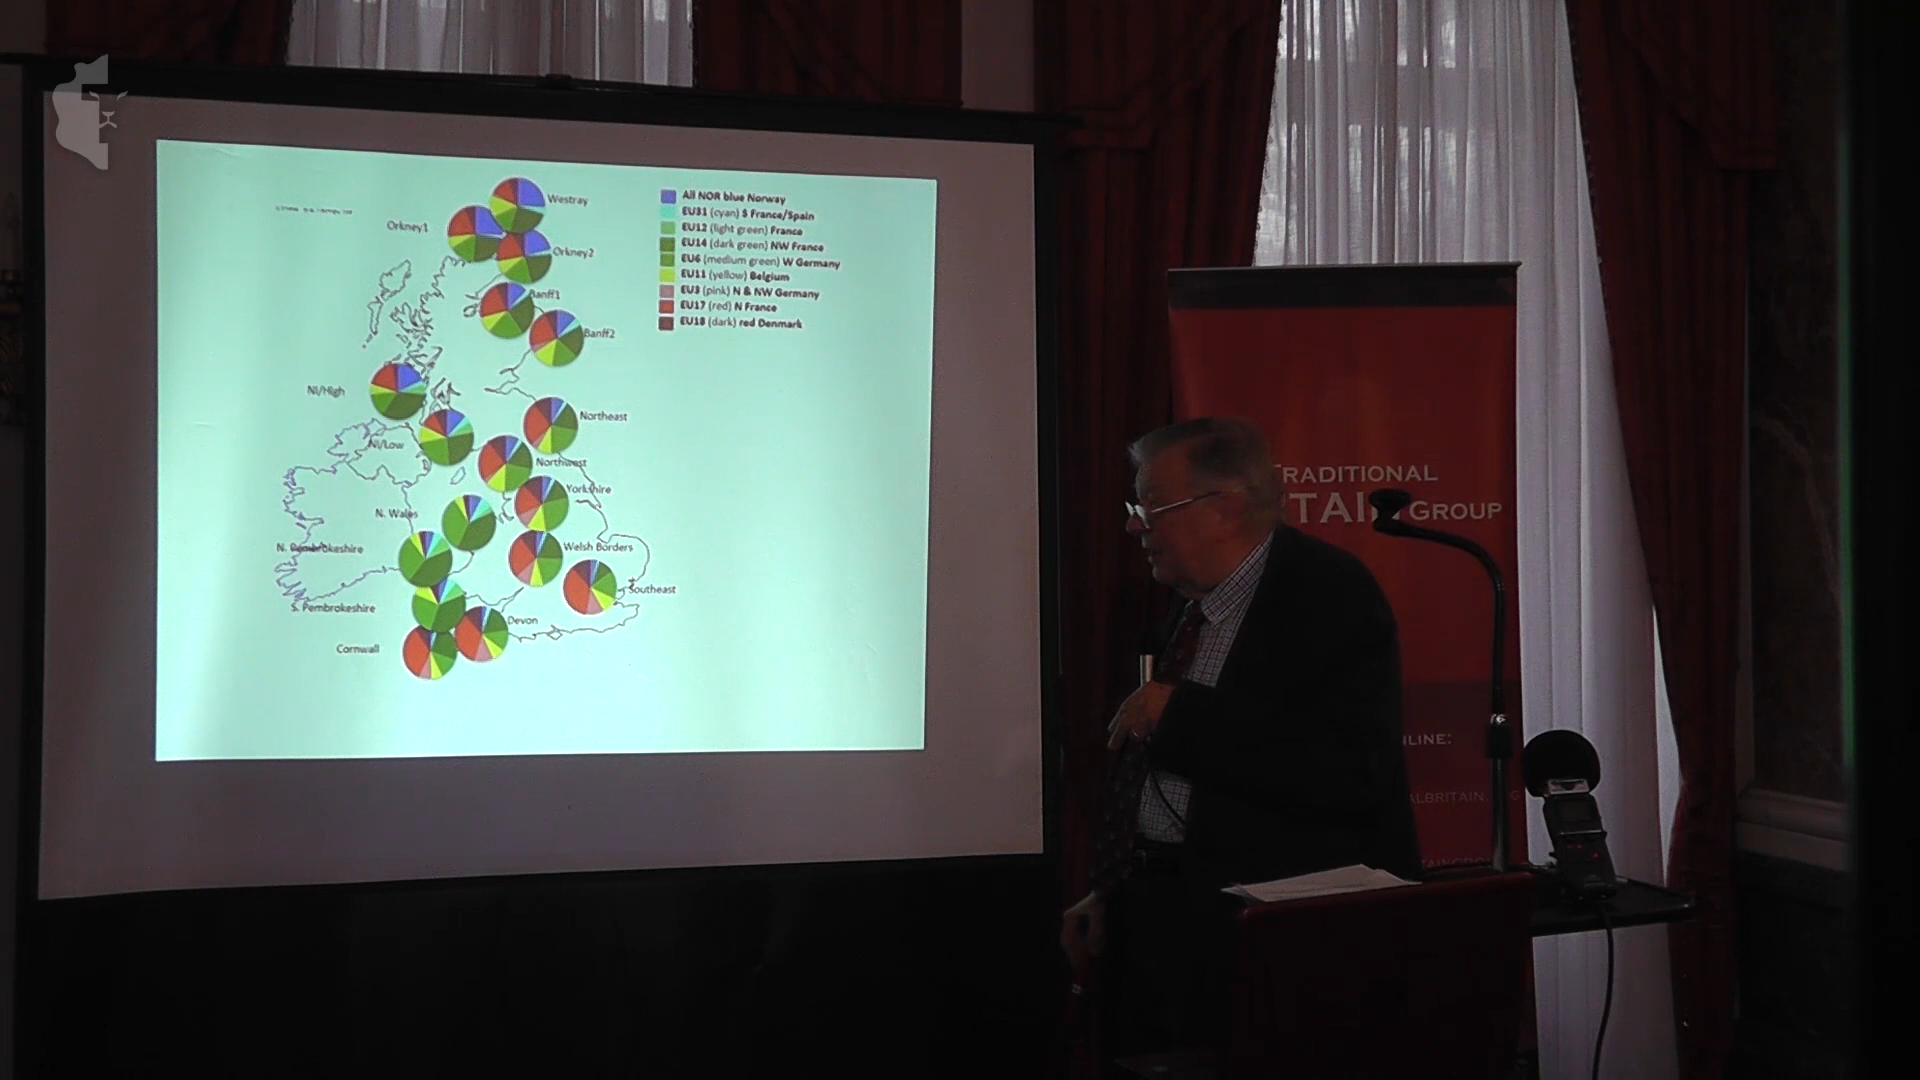 Westray
Orkney1
Orkney2
Banff1
Banff2
NI/High
Northeast
NI/Low
Northwest
Yorkshire
N. Wales
N. Pembrokeshire
Welsh Borders
Southeast
S. Pembrokeshire
Devon
Cornwall
All NOR blue Norway
EU31 (cyan) S France/Spain
EU12 (light green) France
EU14 (dark green) NW France
EU6 (medium green) W Germany
EU11 (yellow) Belgium
EU3 (pink) N & NW Germany
EU17 (red) N France
EU18 (dark) red Denmark
TRADITIONAL
TAI GROUP
LINE:
ALBRITAIN. G